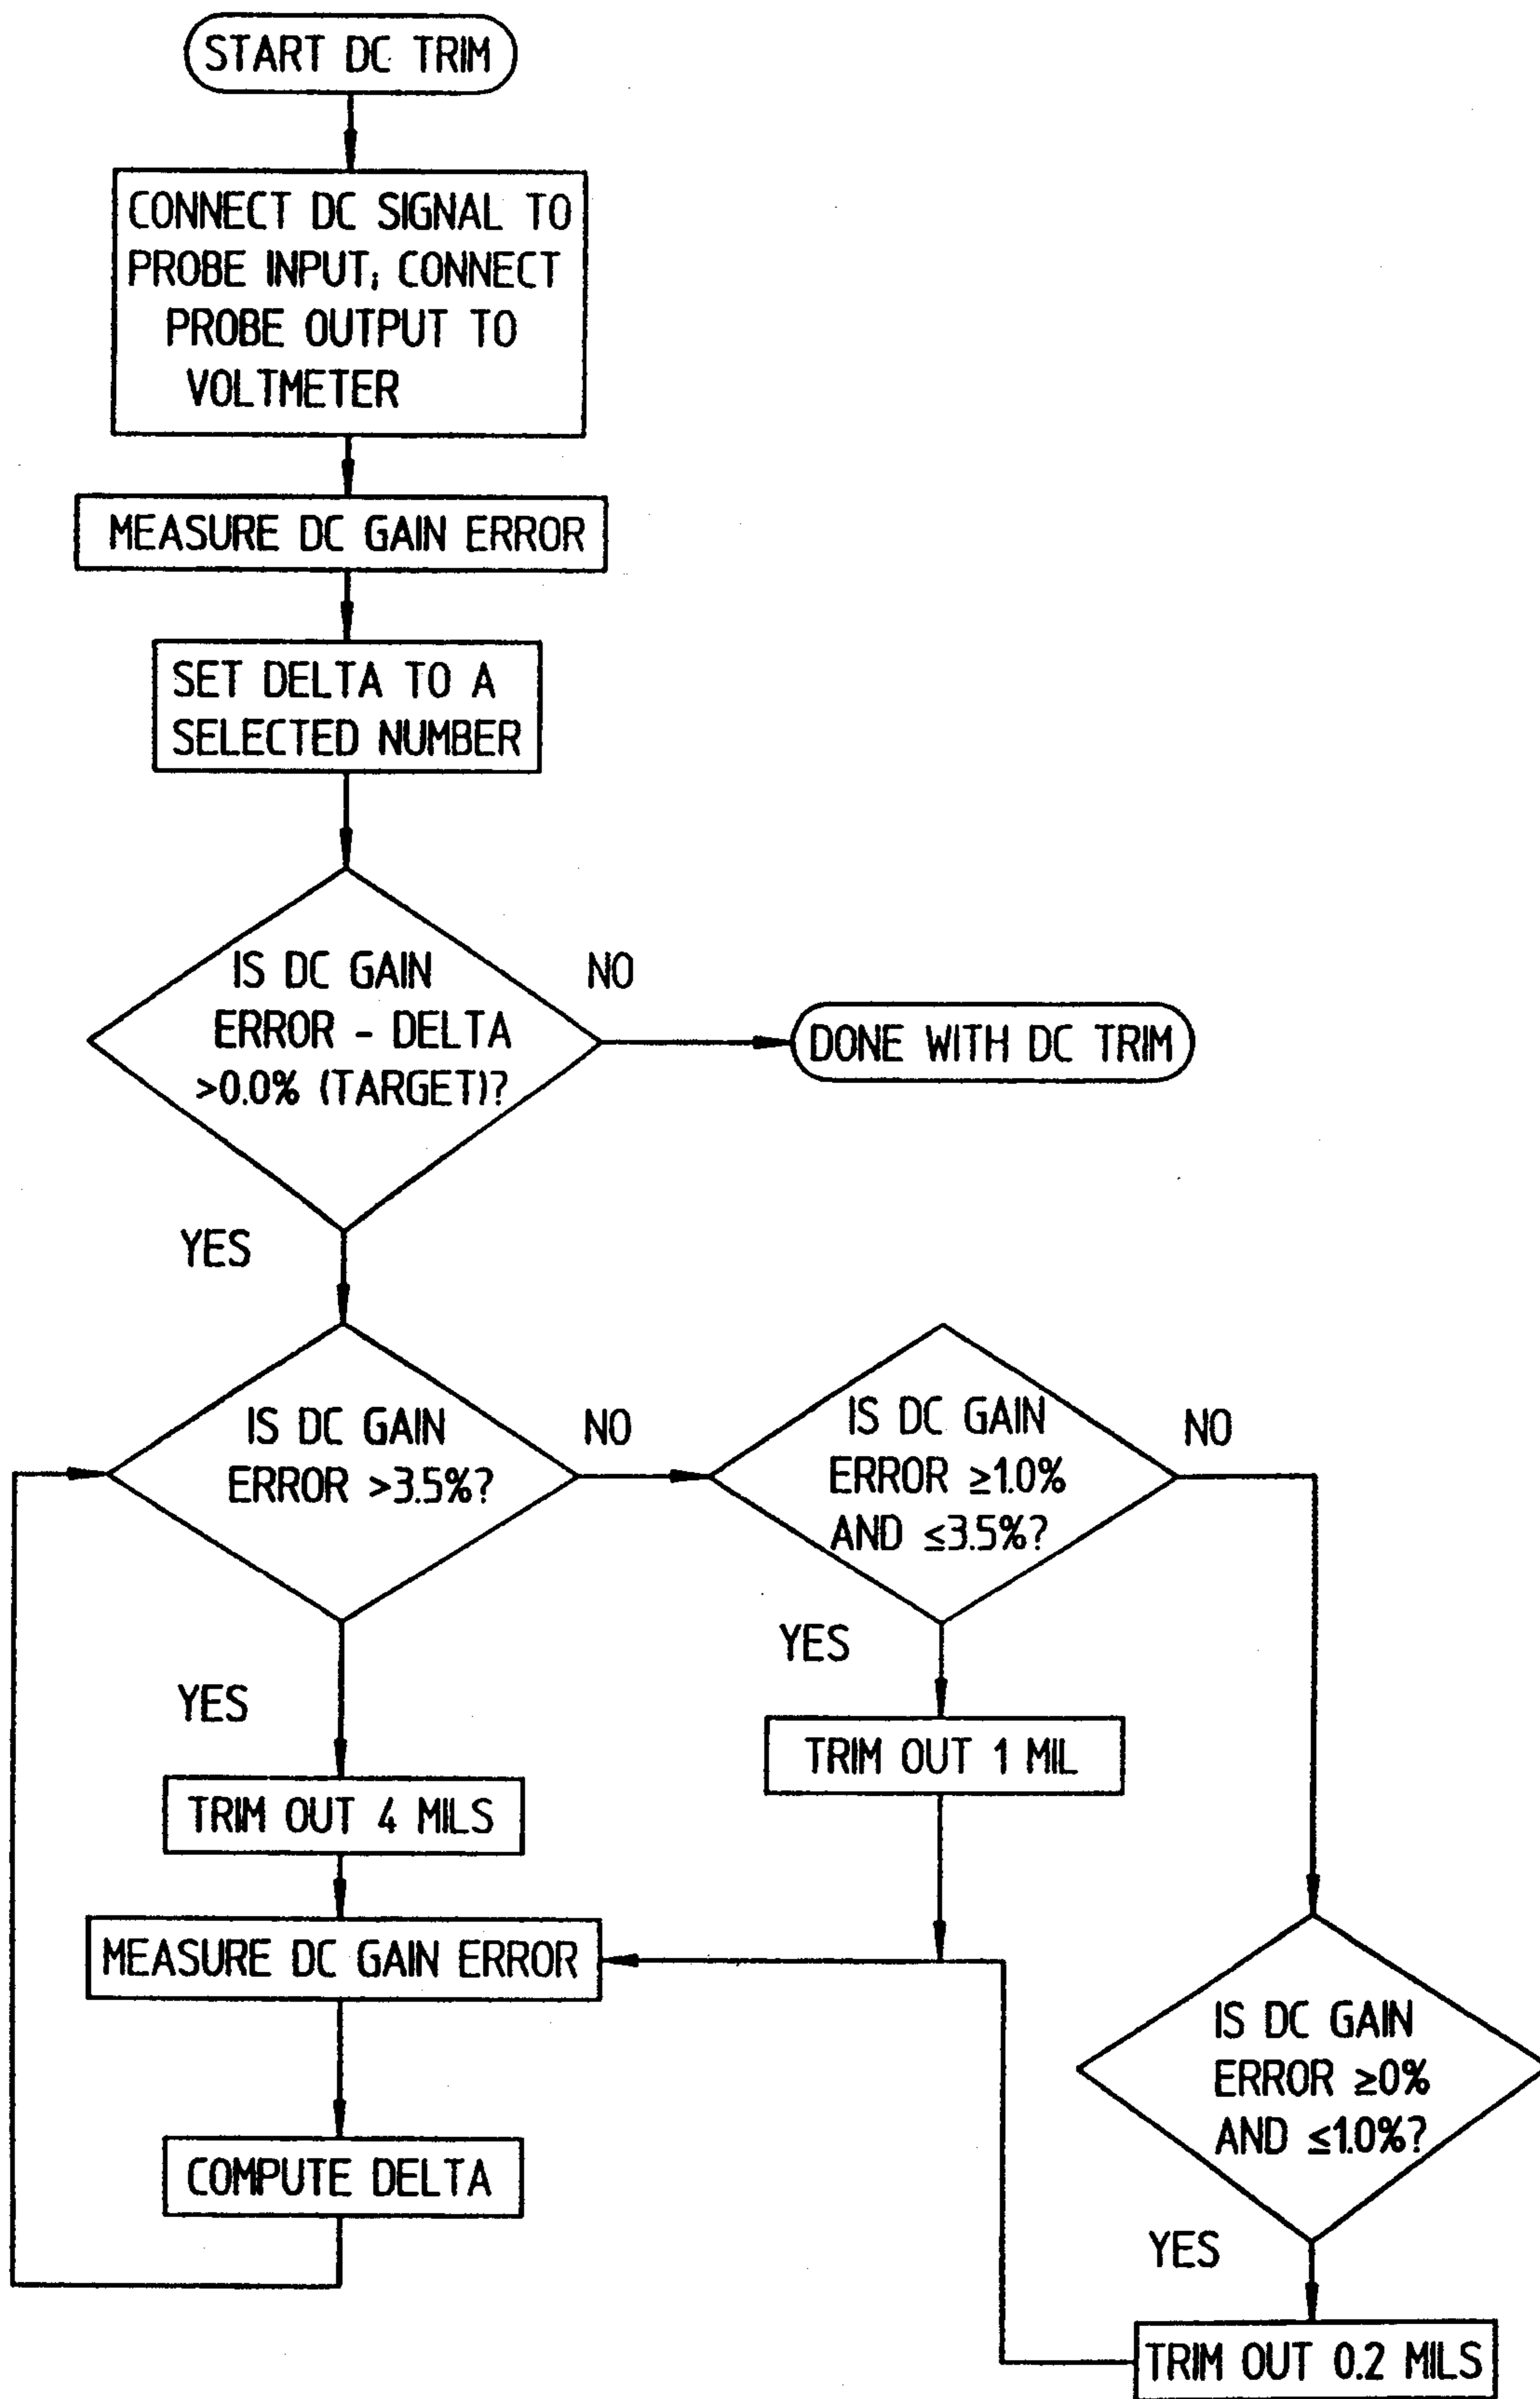 START DC TRIM
CONNECT DC SIGNAL TO
PROBE INPUT; CONNECT
PROBE OUTPUT TO
VOLTMETER
MEASURE DC GAIN ERROR
SET DELTA TO A
SELECTED NUMBER
IS DC GAIN
ERROR - DELTA
>0.0% (TARGET)?
NO
DONE WITH DC TRIM
YES
IS DC GAIN
ERROR >3.5%?
NO
IS DC GAIN
ERROR ≥1.0%
AND ≤3.5%?
NO
YES
YES
TRIM OUT 1 MIL
TRIM OUT 4 MILS
MEASURE DC GAIN ERROR
IS DC GAIN
ERROR ≥0%
AND ≤1.0%?
COMPUTE DELTA
YES
TRIM OUT 0.2 MILS